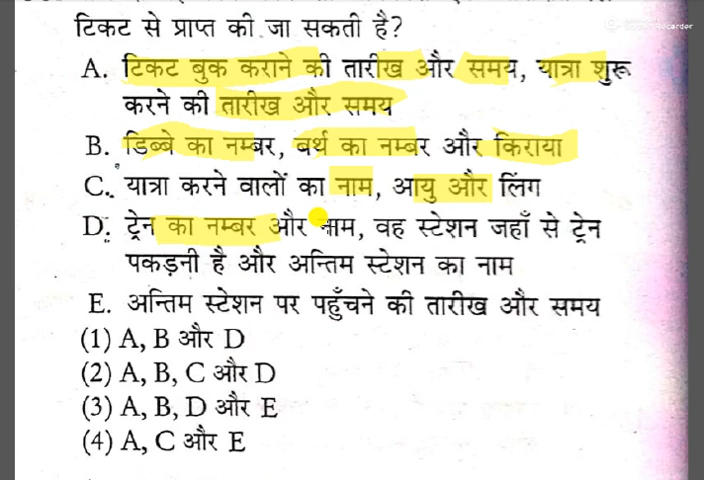 टिकट से प्राप्त की जा सकती है?
A. टिकट बुक कराने की तारीख और समय, यात्रा शुरू
करने की तारीख और समय
B. डिब्बे का नम्बर, बर्थ का नम्बर और किराया
C. यात्रा करने वालों का नाम, आयु और लिंग
D. ट्रेन का नम्बर और नाम, वह स्टेशन जहाँ से ट्रेन
पकड़नी है और अन्तिम स्टेशन का नाम
E. अन्तिम स्टेशन पर पहुँचने की तारीख और समय
(1) A, B और D
(2) A, B, C और D
(3) A, B, D और E
(4) A, C और E